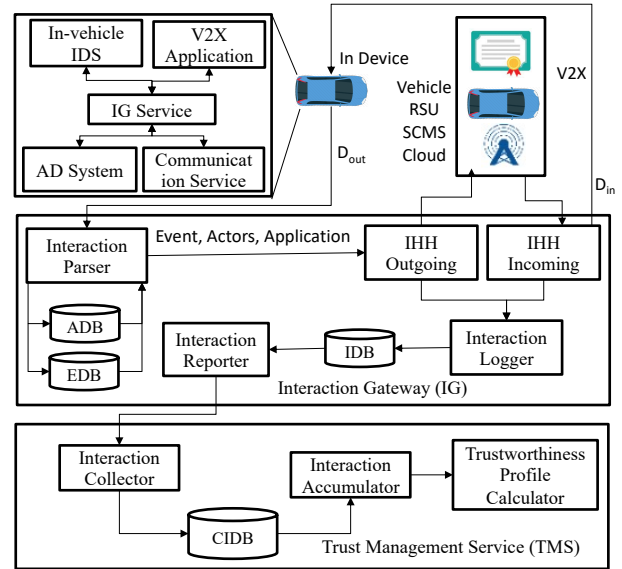 In-vehicle
IDS
V2X
Application
IG Service
AD System
Communicat
ion Service
In Device
Vehicle
RSU
SCMS
Cloud
V2X
Dout
Din
Interaction
Parser
Event, Actors, Application
IHH
Outgoing
IHH
Incoming
ADB
EDB
Interaction
Reporter
IDB
Interaction
Logger
Interaction Gateway (IG)
Interaction
Collector
Interaction
Accumulator
Trustworthiness
Profile
Calculator
CIDB
Trust Management Service (TMS)